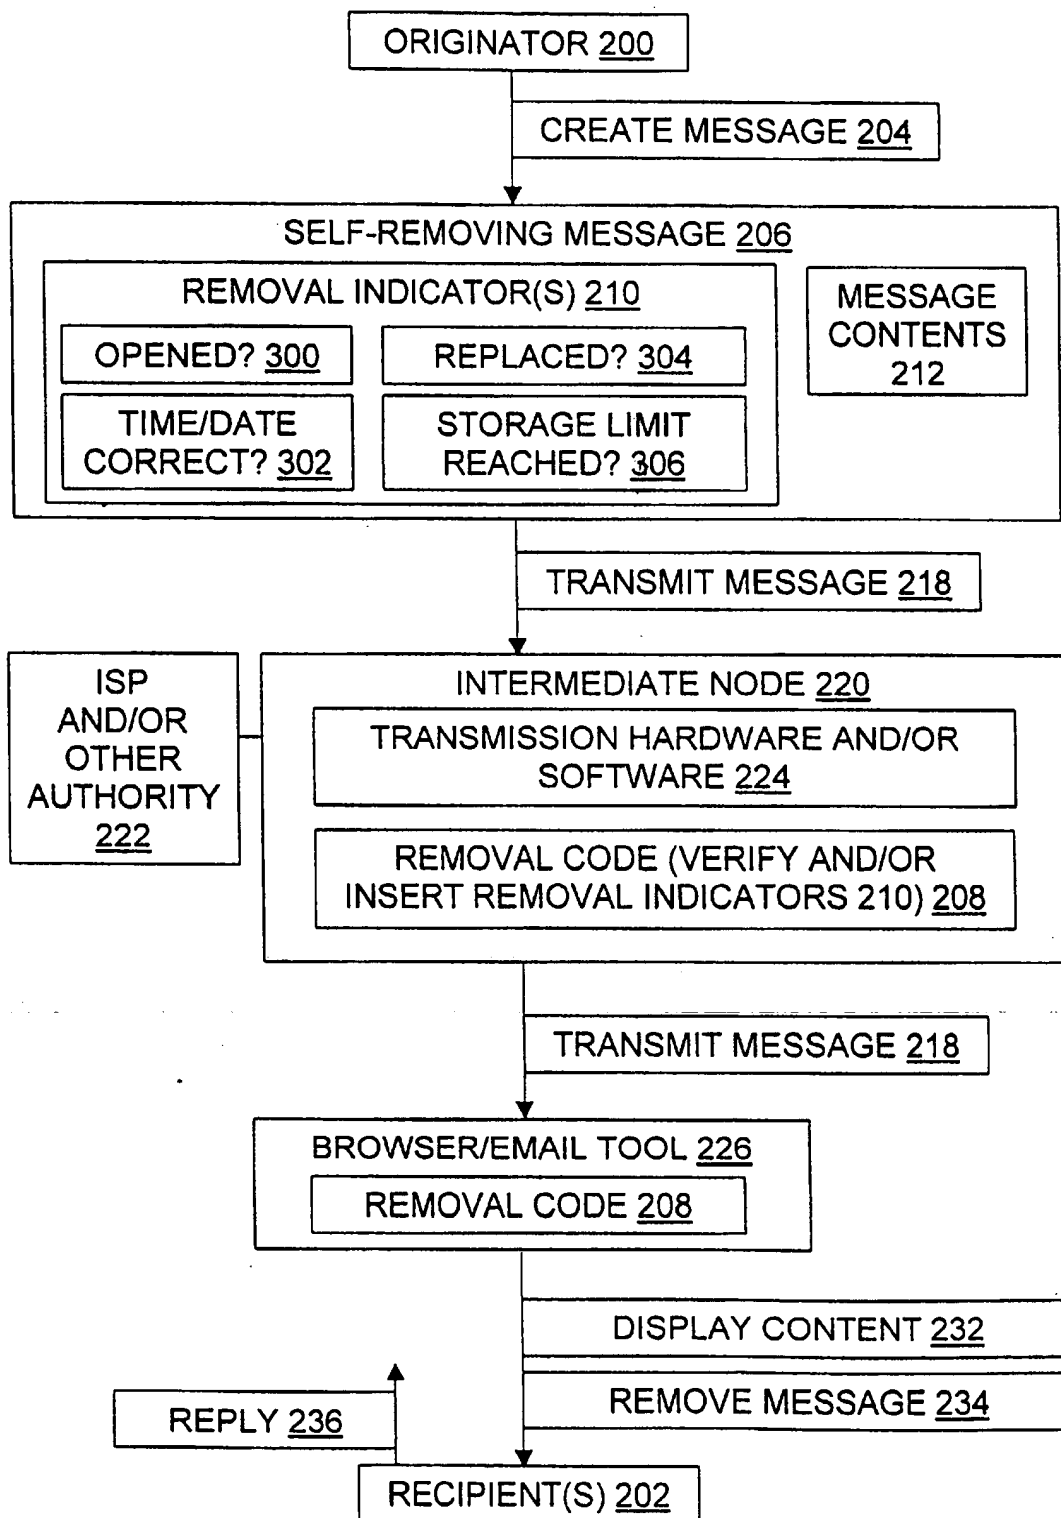 ORIGINATOR 200
CREATE MESSAGE 204
SELF-REMOVING MESSAGE 206
REMOVAL INDICATOR(S) 210
OPENED? 300
REPLACED? 304
TIME/DATE
CORRECT? 302
STORAGE LIMIT
REACHED? 306
MESSAGE
CONTENTS
212
TRANSMIT MESSAGE 218
ISP
AND/OR
OTHER
AUTHORITY
222
INTERMEDIATE NODE 220
TRANSMISSION HARDWARE AND/OR
SOFTWARE 224
REMOVAL CODE (VERIFY AND/OR
INSERT REMOVAL INDICATORS 210) 208
TRANSMIT MESSAGE 218
BROWSER/EMAIL TOOL 226
REMOVAL CODE 208
DISPLAY CONTENT 232
REMOVE MESSAGE 234
REPLY 236
RECIPIENT(S) 202